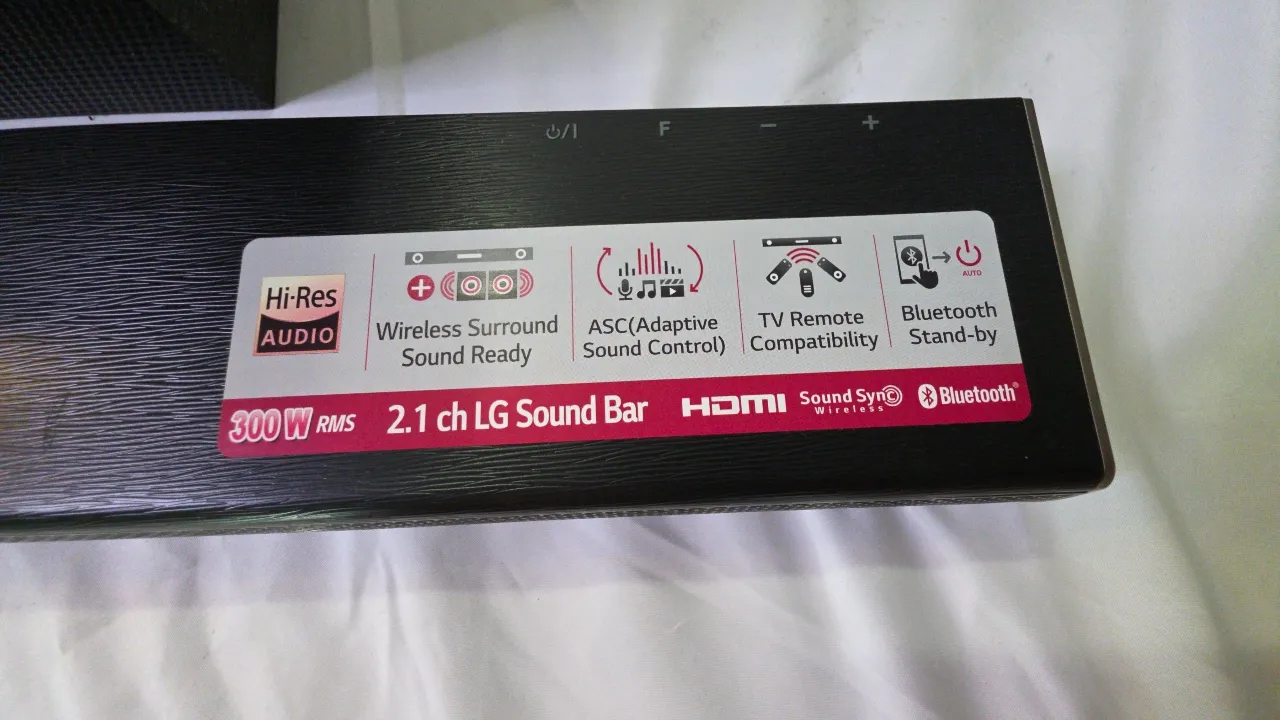 ⏻/| F − +
Hi-Res
AUDIO
Wireless Surround
Sound Ready
ASC(Adaptive
Sound Control)
TV Remote
Compatibility
AUTO
Bluetooth
Stand-by
300W RMS
2.1 ch LG Sound Bar
HDMI
Sound Sync
Wireless
Bluetooth®